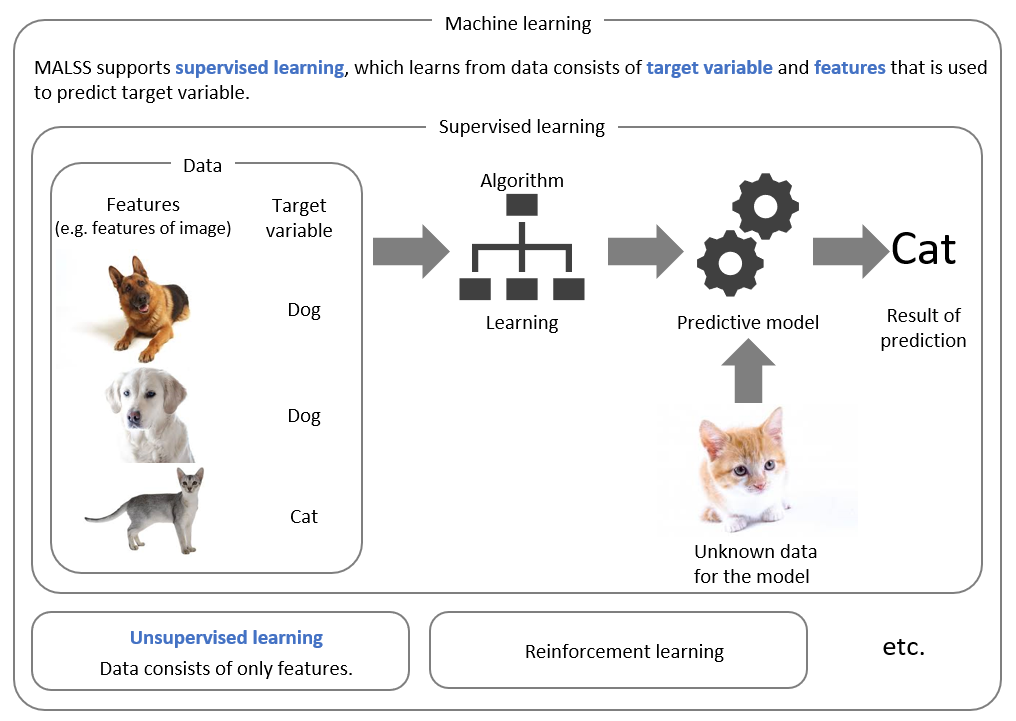 Machine learning
MALSS supports supervised learning, which learns from data consists of target variable and features that is used
to predict target variable.
Supervised learning
Data
Features
(e.g. features of image)
Target
variable
Dog
Dog
Cat
Algorithm
Learning
Predictive model
Cat
Result of
prediction
Unknown data
for the model
Unsupervised learning
Data consists of only features.
Reinforcement learning
etc.